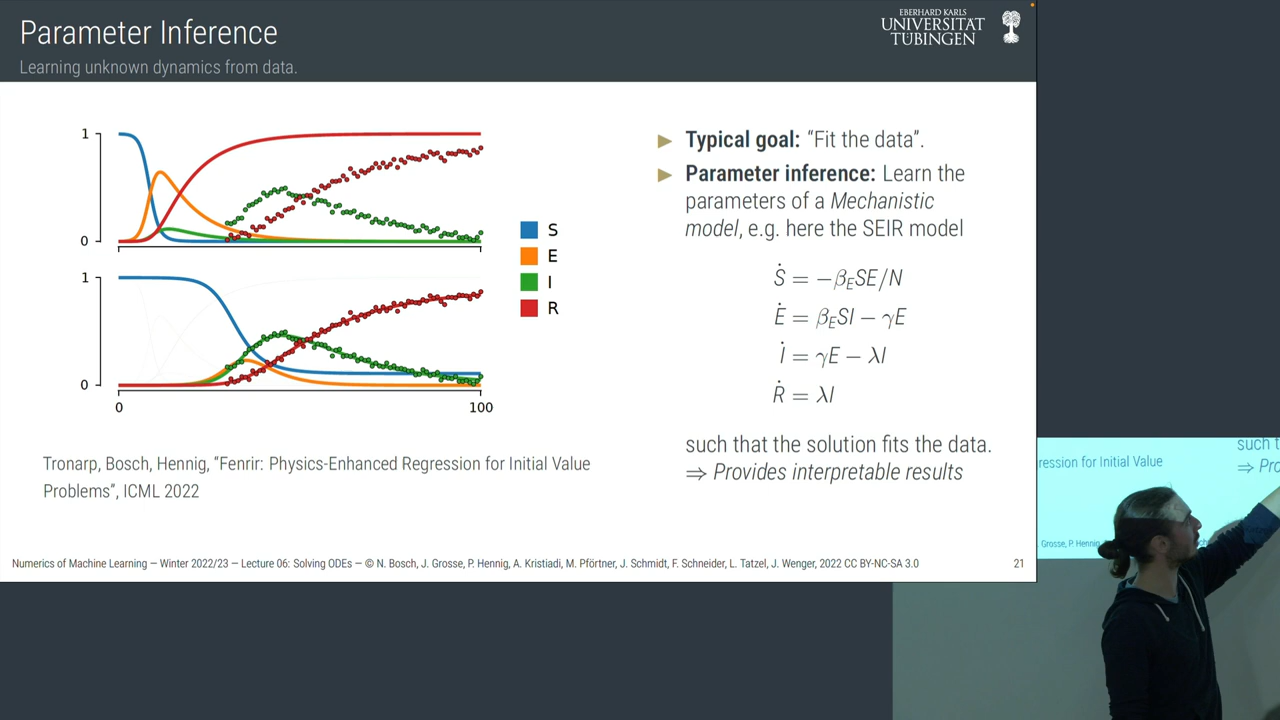 Parameter Inference
Learning unknown dynamics from data.
EBERHARD KARLS
UNIVERSITÄT
TÜBINGEN
1
0
1
0
0
100
S
E
I
R
▶ Typical goal: “Fit the data”.
▶ Parameter inference: Learn the
parameters of a Mechanistic
model, e.g. here the SEIR model
Ṡ = −β_E SE/N
Ė = β_E SI − γE
İ = γE − λI
Ṙ = λI
such that the solution fits the data.
⇒ Provides interpretable results
Tronarp, Bosch, Hennig, “Fenrir: Physics-Enhanced Regression for Initial Value
Problems”, ICML 2022
Numerics of Machine Learning — Winter 2022/23 — Lecture 06: Solving ODEs — © N. Bosch, J. Grosse, P. Hennig, A. Kristiadi, M. Pförtner, J. Schmidt, F. Schneider, L. Tatzel, J. Wenger, 2022 CC BY-NC-SA 3.0
21
such t
ression for Initial Value
⇒ Pro
Grosse, P. Hennig,